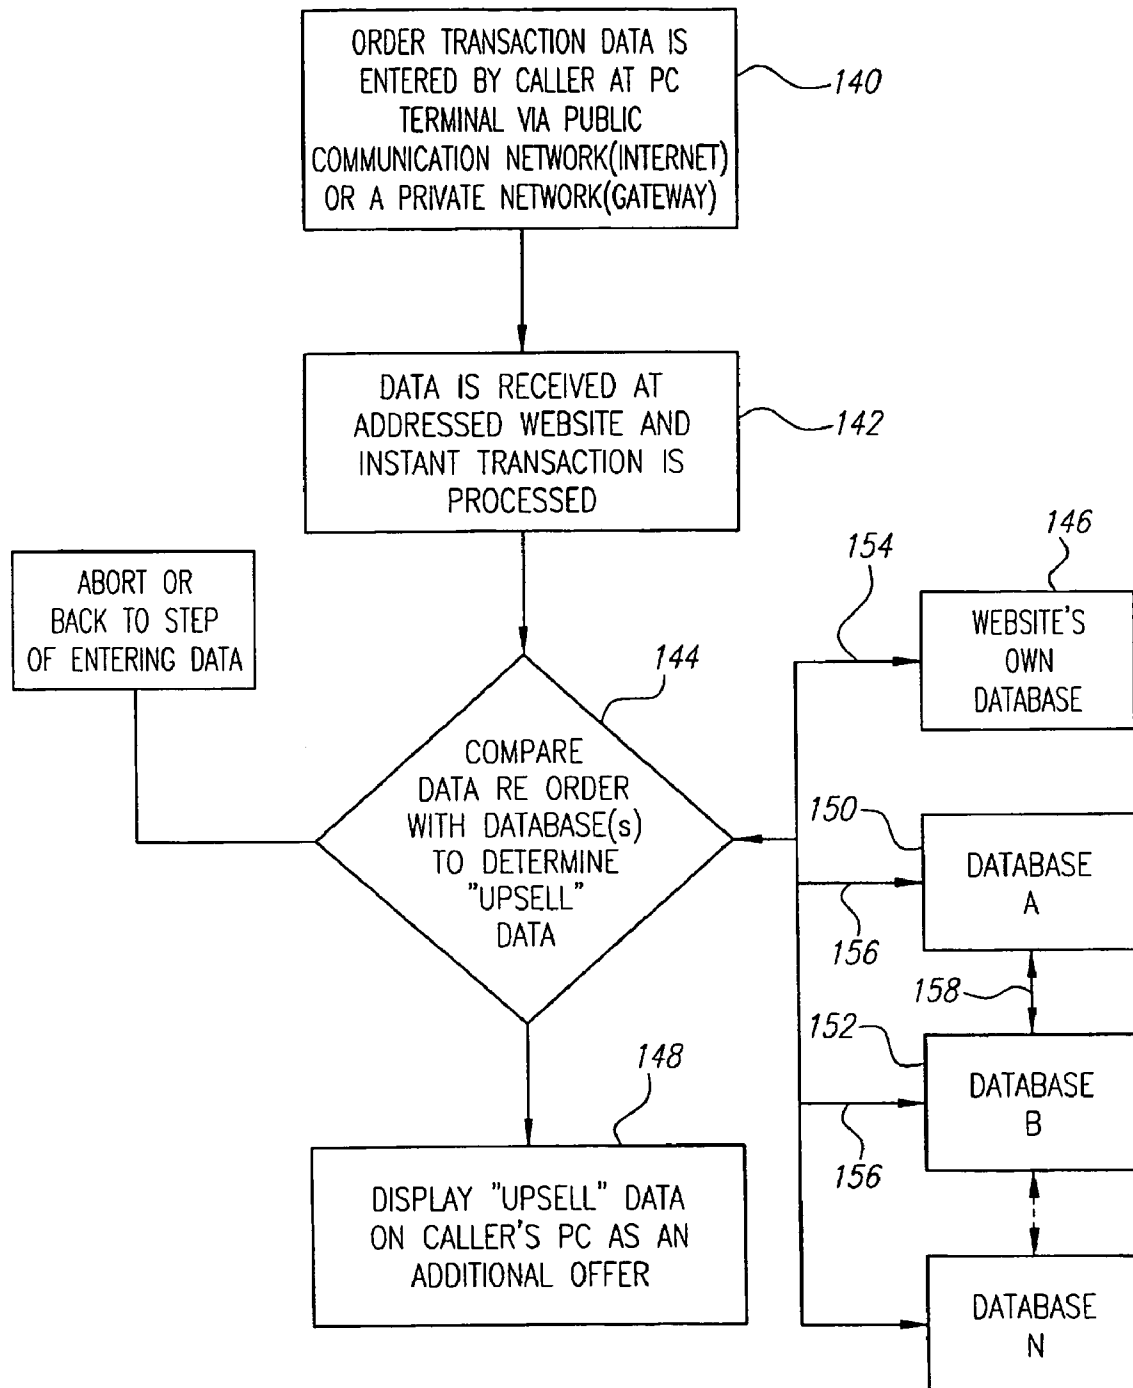 ORDER TRANSACTION DATA IS
ENTERED BY CALLER AT PC
TERMINAL VIA PUBLIC
COMMUNICATION NETWORK(INTERNET)
OR A PRIVATE NETWORK(GATEWAY)
140
DATA IS RECEIVED AT
ADDRESSED WEBSITE AND
INSTANT TRANSACTION IS
PROCESSED
142
ABORT OR
BACK TO STEP
OF ENTERING DATA
144
COMPARE
DATA RE ORDER
WITH DATABASE(s)
TO DETERMINE
"UPSELL"
DATA
154
146
WEBSITE'S
OWN
DATABASE
150
DATABASE
A
156
158
152
DATABASE
B
156
148
DISPLAY "UPSELL" DATA
ON CALLER'S PC AS AN
ADDITIONAL OFFER
DATABASE
N